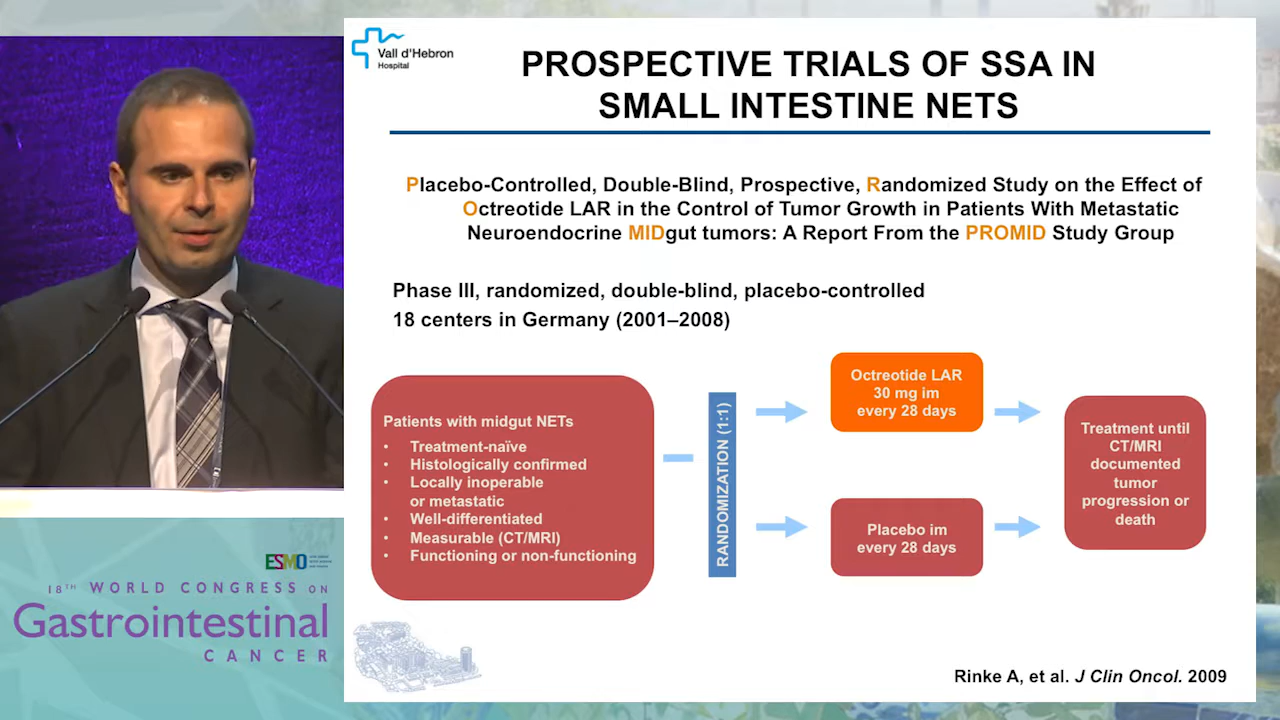 Vall d'Hebron
Hospital
PROSPECTIVE TRIALS OF SSA IN
SMALL INTESTINE NETS
Placebo-Controlled, Double-Blind, Prospective, Randomized Study on the Effect of
Octreotide LAR in the Control of Tumor Growth in Patients With Metastatic
Neuroendocrine MIDgut tumors: A Report From the PROMID Study Group
Phase III, randomized, double-blind, placebo-controlled
18 centers in Germany (2001–2008)
Patients with midgut NETs
• Treatment-naïve
• Histologically confirmed
• Locally inoperable
or metastatic
• Well-differentiated
• Measurable (CT/MRI)
• Functioning or non-functioning
RANDOMIZATION (1:1)
Octreotide LAR
30 mg im
every 28 days
Placebo im
every 28 days
Treatment until
CT/MRI
documented
tumor
progression or
death
Rinke A, et al. J Clin Oncol. 2009
ESMO
18TH WORLD CONGRESS ON
Gastrointestinal
CANCER